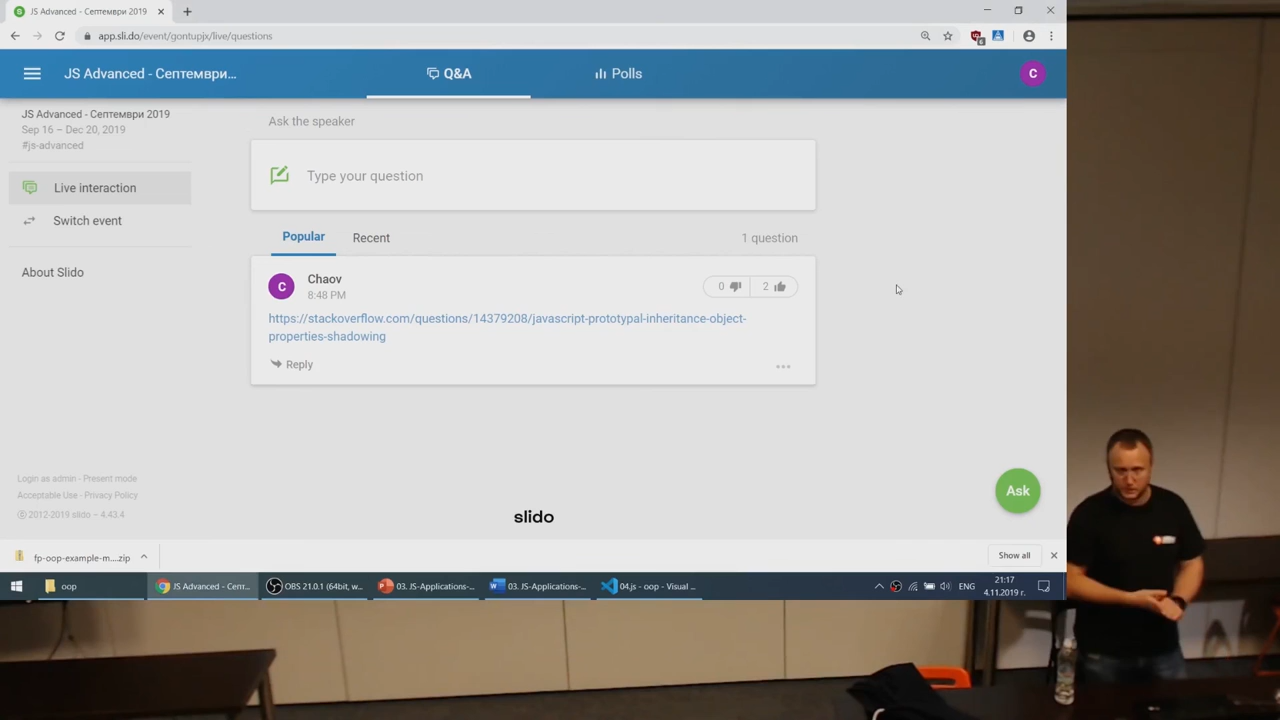 JS Advanced - Септември 2019
app.sli.do/event/gontupjx/live/questions
JS Advanced - Септември...
Q&A
Polls
C
JS Advanced - Септември 2019
Sep 16 – Dec 20, 2019
#js-advanced
Live interaction
Switch event
About Slido
Ask the speaker
Type your question
Popular
Recent
1 question
C
Chaov
8:48 PM
0
2
https://stackoverflow.com/questions/14379208/javascript-prototypal-inheritance-object-
properties-shadowing
Reply
Login as admin - Present mode
Acceptable Use - Privacy Policy
© 2012-2019 slido – 4.43.4
Ask
slido
fp-oop-example-m....zip
Show all
oop
JS Advanced - Септ...
OBS 21.0.1 (64bit, w...
03. JS-Applications-...
03. JS-Applications-...
04.js - oop - Visual ...
ЕНГ
21:17
4.11.2019 г.